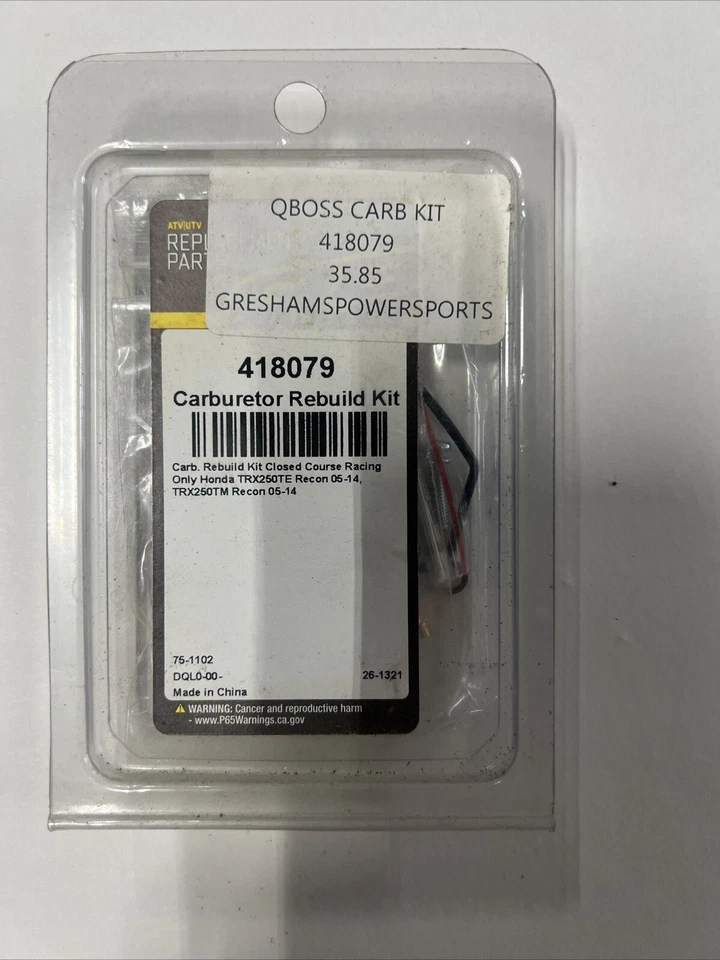 QBOSS CARB KIT
418079
35.85
GRESHAMSPOWERSPORTS
ATV|UTV
REPL
PART
418079
Carburetor Rebuild Kit
Carb. Rebuild Kit Closed Course Racing
Only Honda TRX250TE Recon 05-14,
TRX250TM Recon 05-14
75-1102
DQL0-00-
26-1321
Made in China
WARNING: Cancer and reproductive harm
- www.P65Warnings.ca.gov